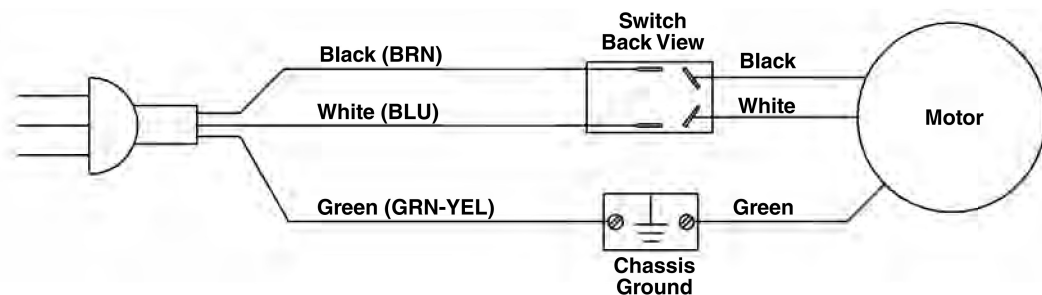 Switch
Back View
Black (BRN)
Black
White (BLU)
White
Motor
Green (GRN-YEL)
Green
Chassis
Ground